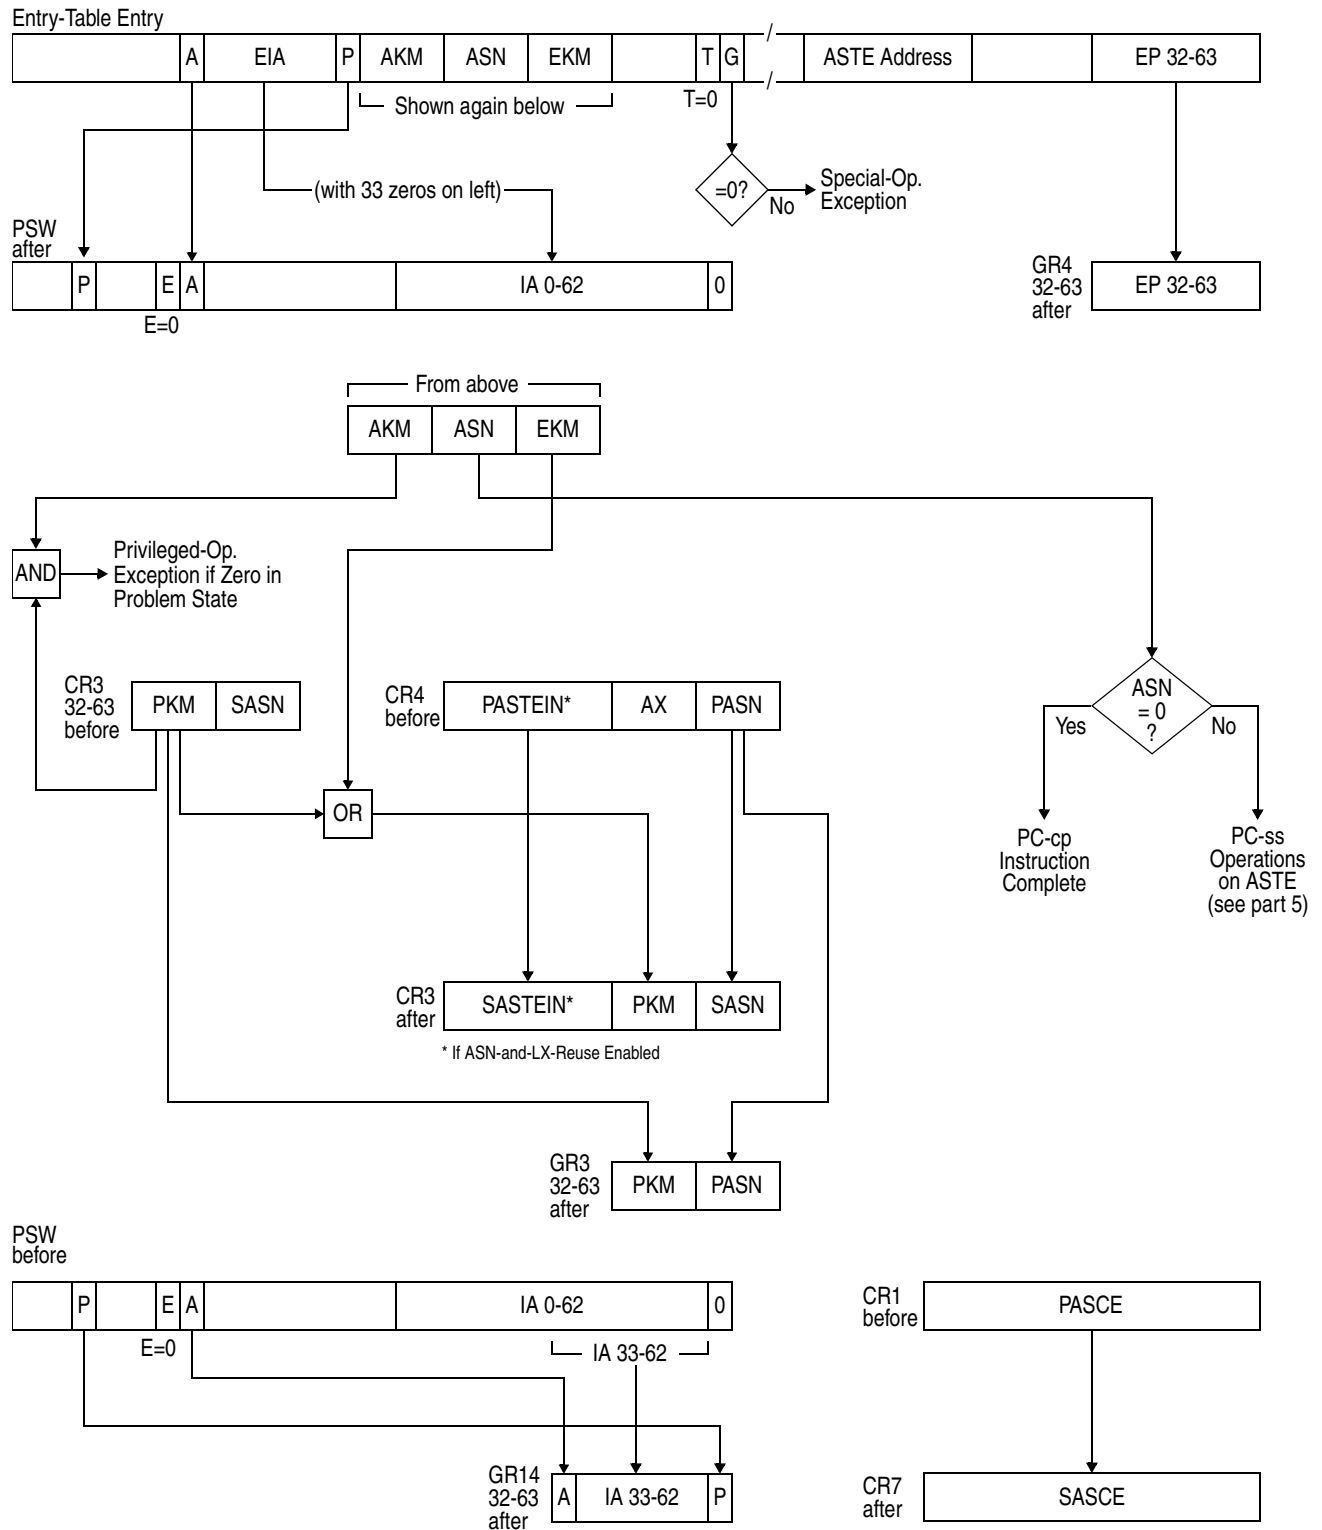 Entry-Table Entry
A EIA P AKM ASN EKM T G / / ASTE Address EP 32-63
Shown again below
T=0
(with 33 zeros on left)
=0?
No
Special-Op.
Exception
PSW
after
P E A IA 0-62 0
E=0
GR4
32-63
after
EP 32-63
From above
AKM ASN EKM
AND
Privileged-Op.
Exception if Zero in
Problem State
CR3
32-63
before
PKM SASN
CR4
before
PASTEIN* AX PASN
ASN
= 0
?
Yes
No
OR
PC-cp
Instruction
Complete
PC-ss
Operations
on ASTE
(see part 5)
CR3
after
SASTEIN* PKM SASN
* If ASN-and-LX-Reuse Enabled
GR3
32-63
after
PKM PASN
PSW
before
P E A IA 0-62 0
E=0
IA 33-62
CR1
before
PASCE
GR14
32-63
after
A IA 33-62 P
CR7
after
SASCE